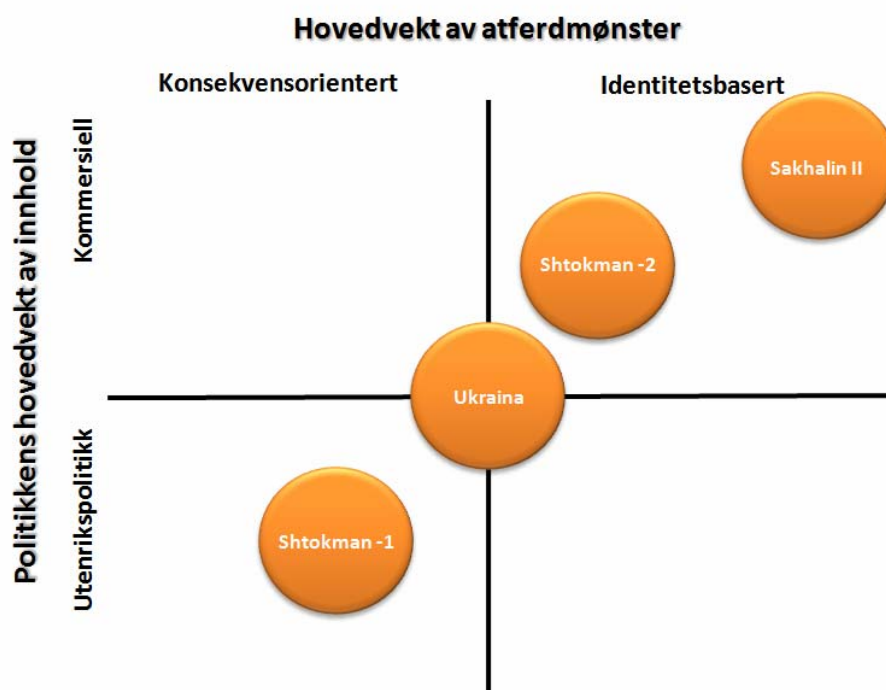 Hovedvekt av atferdmønster
Konsekvensorientert
Identitetsbasert
Politikkens hovedvekt av innhold
Kommersiell
Utenrikspolitikk
Sakhalin II
Shtokman -2
Ukraina
Shtokman -1